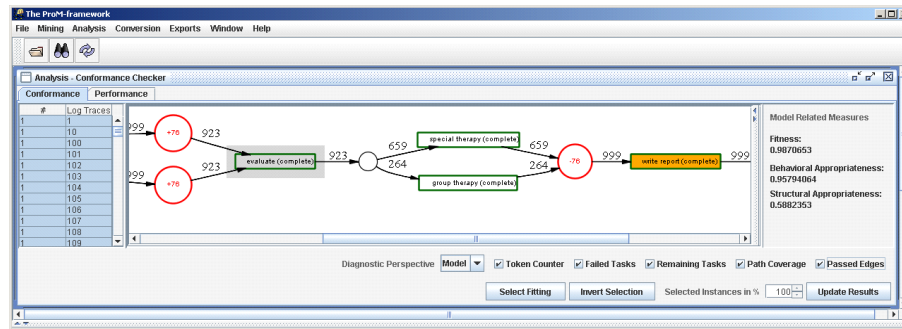 The ProM-framework
File Mining Analysis Conversion Exports Window Help
Analysis - Conformance Checker
Conformance Performance
# Log Traces
1 1
1 10
1 100
1 101
1 102
1 103
1 104
1 105
1 106
1 107
1 108
1 109
999 +76 923
999 +76 923
evaluate (complete) 923
659 special therapy (complete) 659
264 group therapy (complete) 264
-76 999 write report (complete) 999
Model Related Measures
Fitness:
0.9870653
Behavioral Appropriateness:
0.95794064
Structural Appropriateness:
0.5882353
Diagnostic Perspective Model Token Counter Failed Tasks Remaining Tasks Path Coverage Passed Edges
Select Fitting Invert Selection Selected Instances in % 100 Update Results